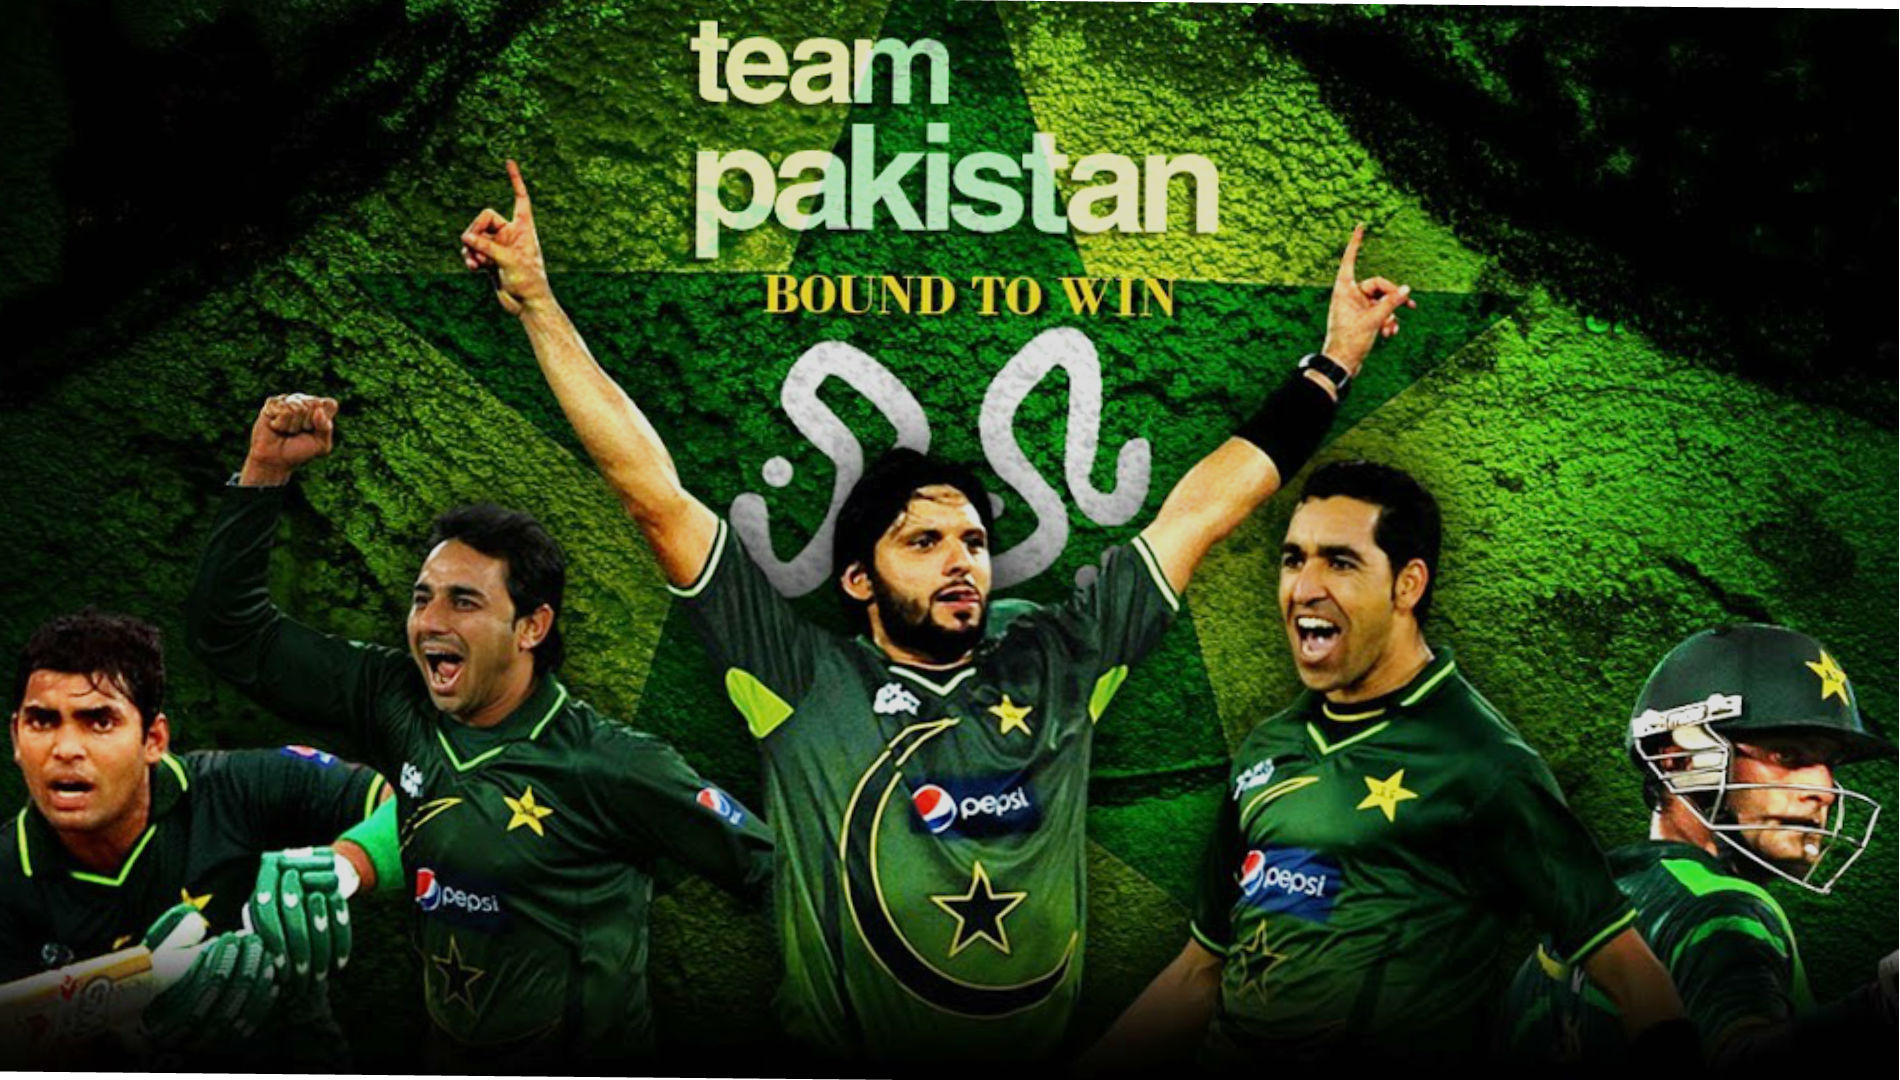 team
pakistan
BOUND TO WIN
pepsi
pepsi
pepsi